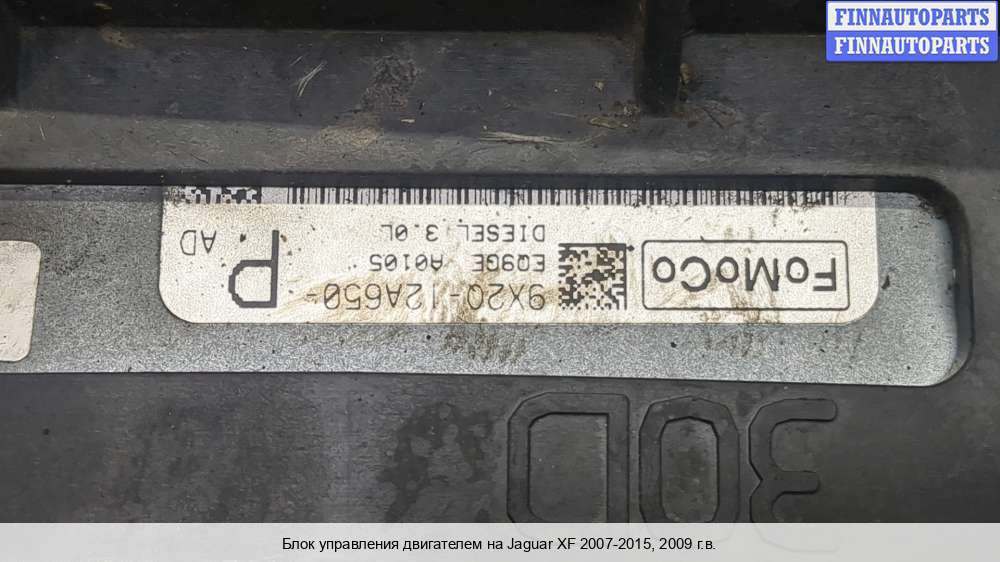 FINNAUTOPARTS
FINNAUTOPARTS
FoMoCo
9X20-12A650-
EQ9GE A0105
DIESEL 3.0L
P
AD
30D
Блок управления двигателем на Jaguar XF 2007-2015, 2009 г.в.